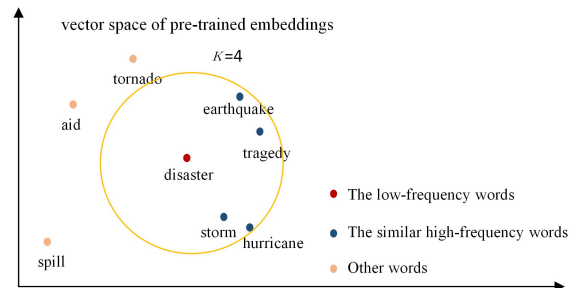 vector space of pre-trained embeddings
K=4
tornado
earthquake
aid
tragedy
disaster
The low-frequency words
storm
The similar high-frequency words
hurricane
spill
Other words